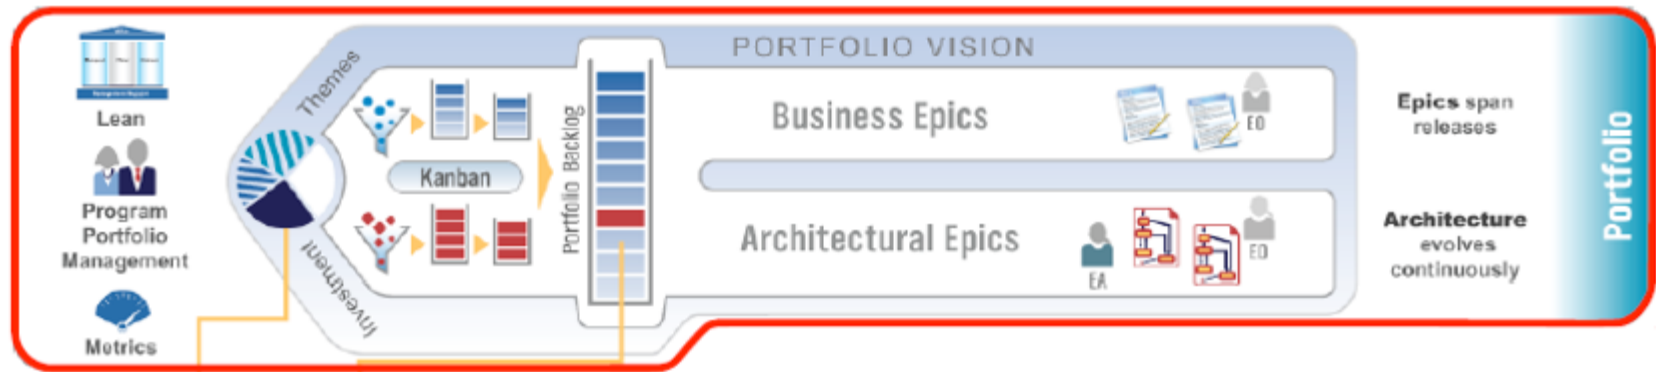 Lean
Program
Portfolio
Management
Metrics
Themes
Investment
PORTFOLIO VISION
Kanban
Portfolio Backlog
Business Epics
EO
Architectural Epics
EA
EO
Epics span
releases
Architecture
evolves
continuously
Portfolio